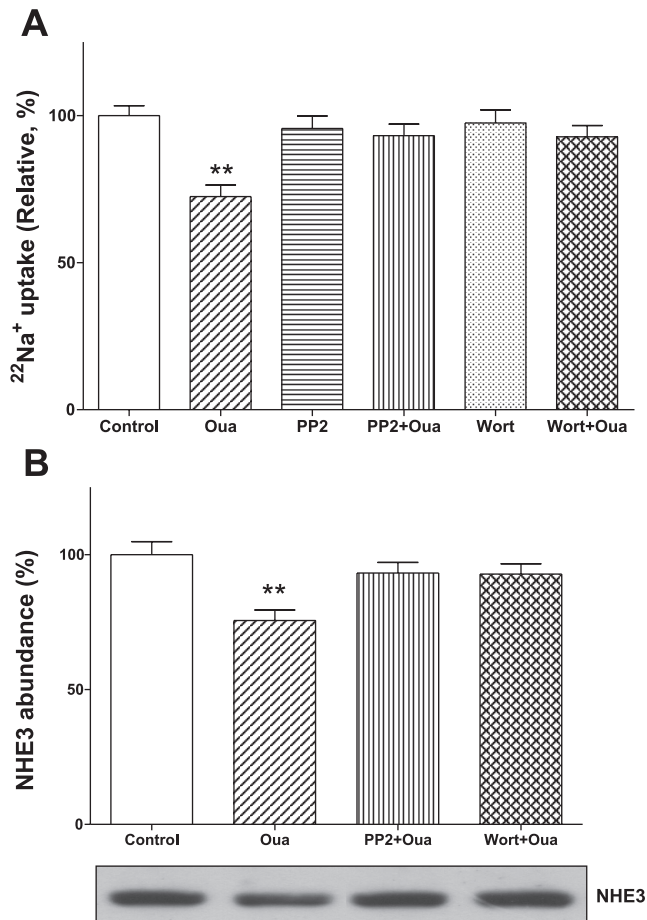 A
22Na+ uptake (Relative, %)
100
50
0
**
Control Oua PP2 PP2+Oua Wort Wort+Oua
B
NHE3 abundance (%)
100
50
0
**
Control Oua PP2+Oua Wort+Oua
NHE3